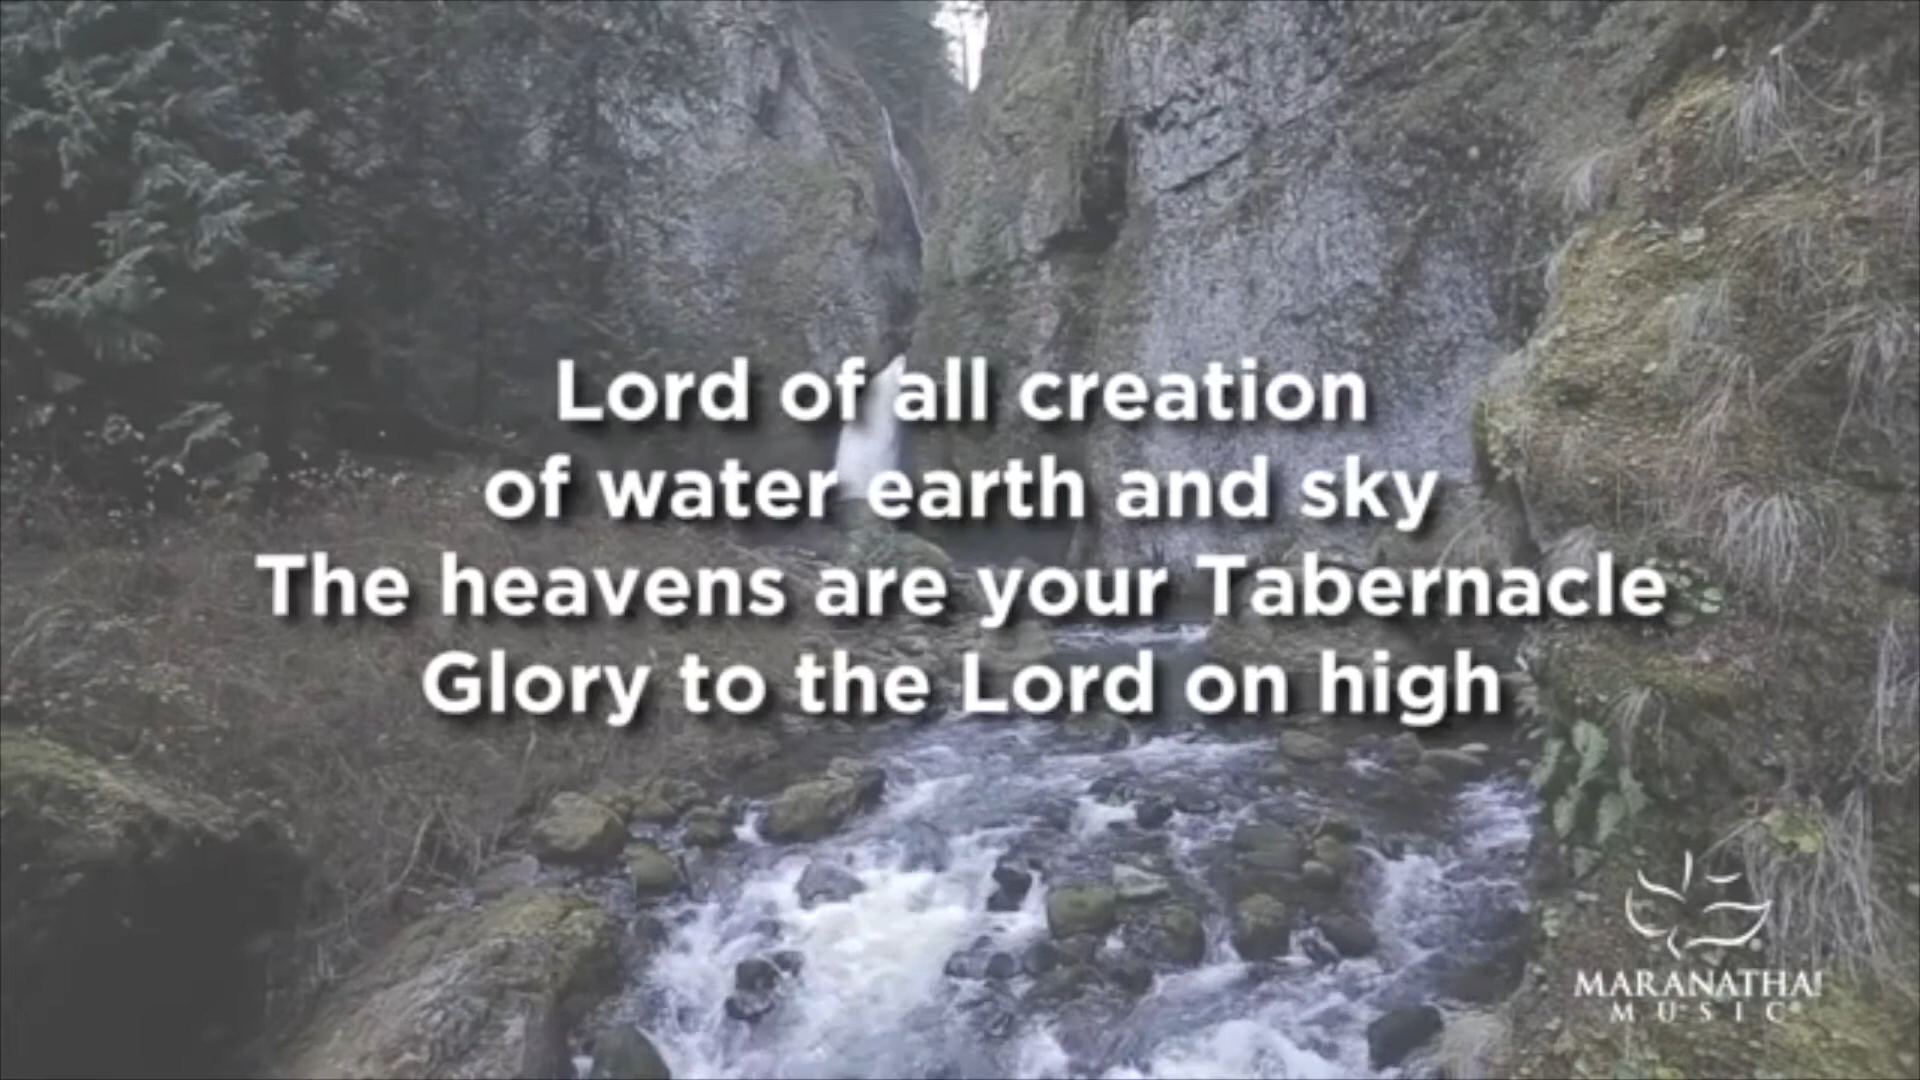 Lord of all creation
of water earth and sky
The heavens are your Tabernacle
Glory to the Lord on high
MARANATHA!
MUSIC